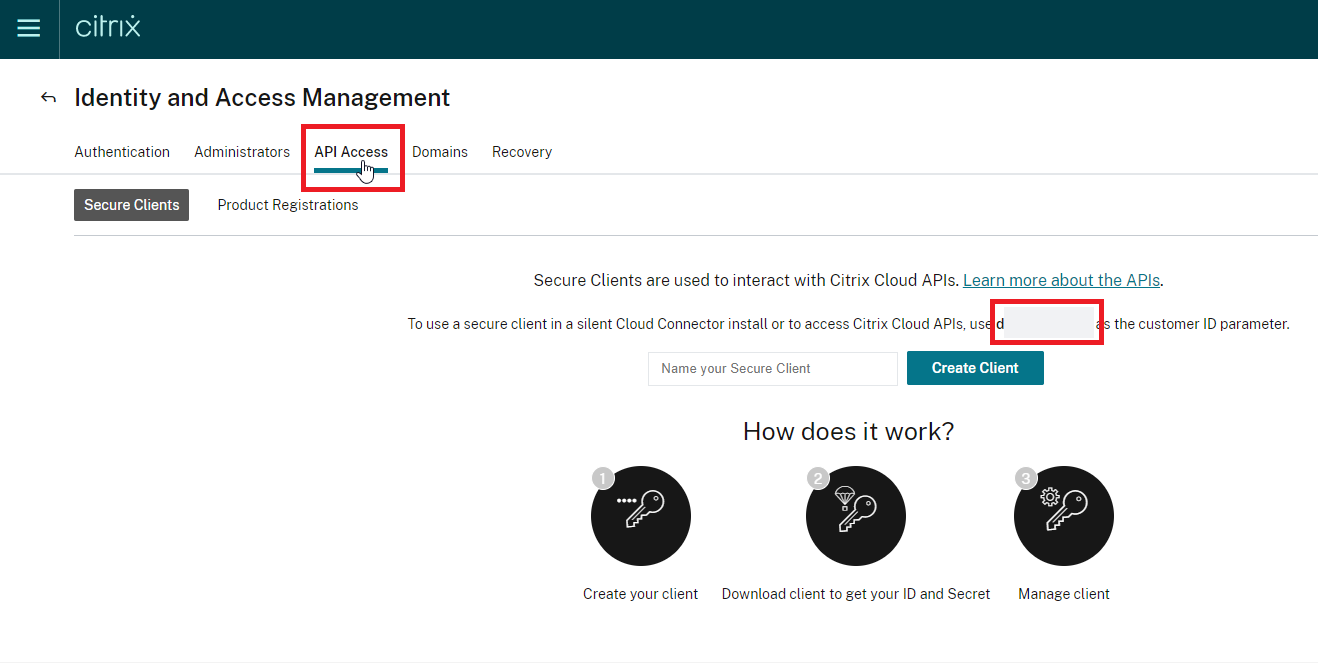 citrix
Identity and Access Management
Authentication Administrators API Access Domains Recovery
Secure Clients Product Registrations
Secure Clients are used to interact with Citrix Cloud APIs. Learn more about the APIs.
To use a secure client in a silent Cloud Connector install or to access Citrix Cloud APIs, use d as the customer ID parameter.
Name your Secure Client Create Client
How does it work?
1 2 3
Create your client Download client to get your ID and Secret Manage client